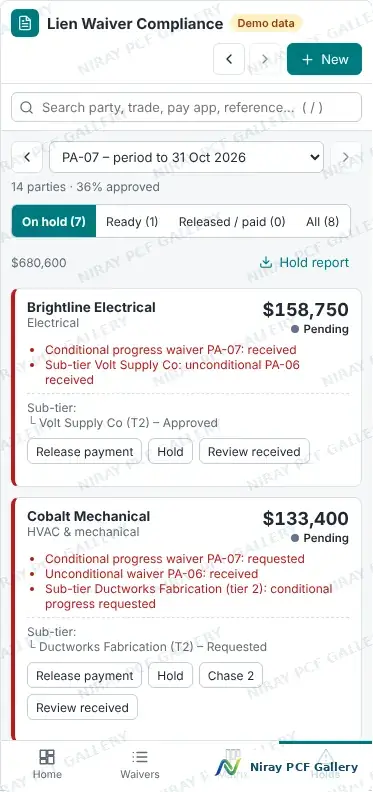 Lien Waiver Compliance
Demo data
New
Search party, trade, pay app, reference... ( / )
PA-07 – period to 31 Oct 2026
14 parties · 36% approved
On hold (7)
Ready (1)
Released / paid (0)
All (8)
$680,600
Hold report
Brightline Electrical
$158,750
Electrical
Pending
• Conditional progress waiver PA-07: received
• Sub-tier Volt Supply Co: unconditional PA-06
received
Sub-tier:
└ Volt Supply Co (T2) – Approved
Release payment
Hold
Review received
Cobalt Mechanical
$133,400
HVAC & mechanical
Pending
• Conditional progress waiver PA-07: requested
• Unconditional waiver PA-06: received
• Sub-tier Ductworks Fabrication (tier 2): conditional
progress requested
Sub-tier:
└ Ductworks Fabrication (T2) – Requested
Release payment
Hold
Chase 2
Review received
Home
Waivers
Holds
Niray PCF Gallery
NIRAY PCF GALLERY